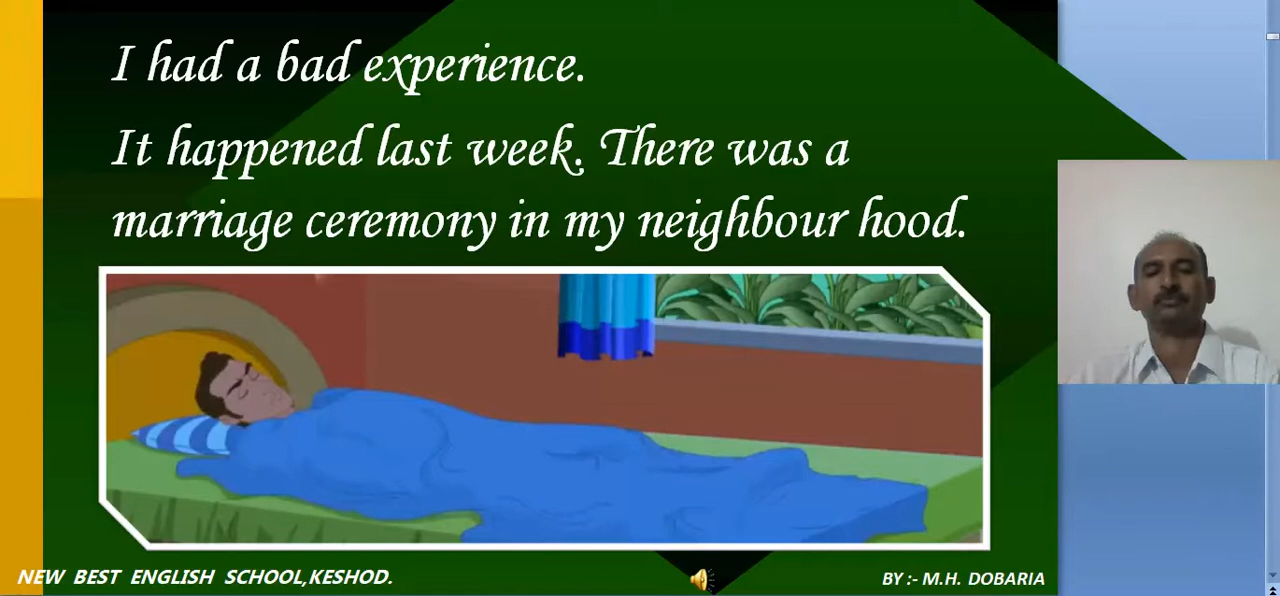 I had a bad experience.
It happened last week. There was a
marriage ceremony in my neighbour hood.
NEW BEST ENGLISH SCHOOL,KESHOD.
BY :- M.H. DOBARIA